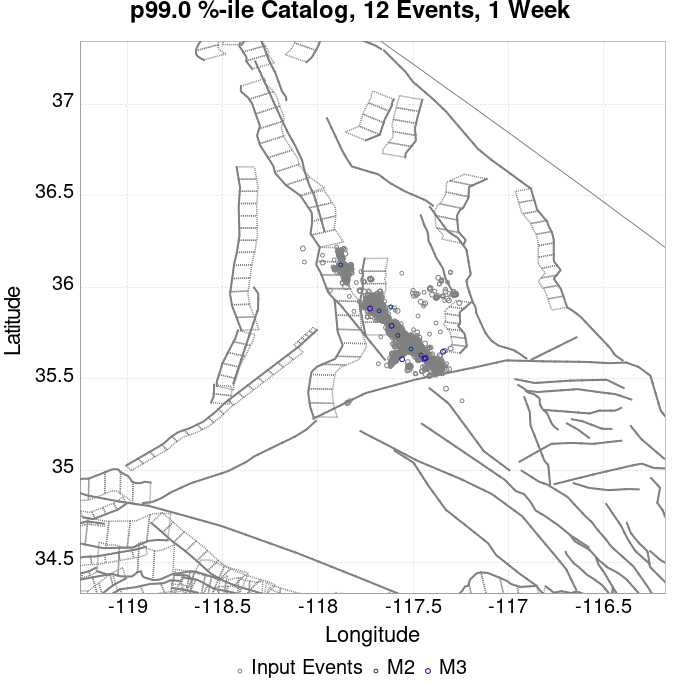 p99.0 %-ile Catalog, 12 Events, 1 Week
37
36.5
36
35.5
35
34.5
Latitude
-119 -118.5 -118 -117.5 -117 -116.5
Longitude
Input Events M2 M3